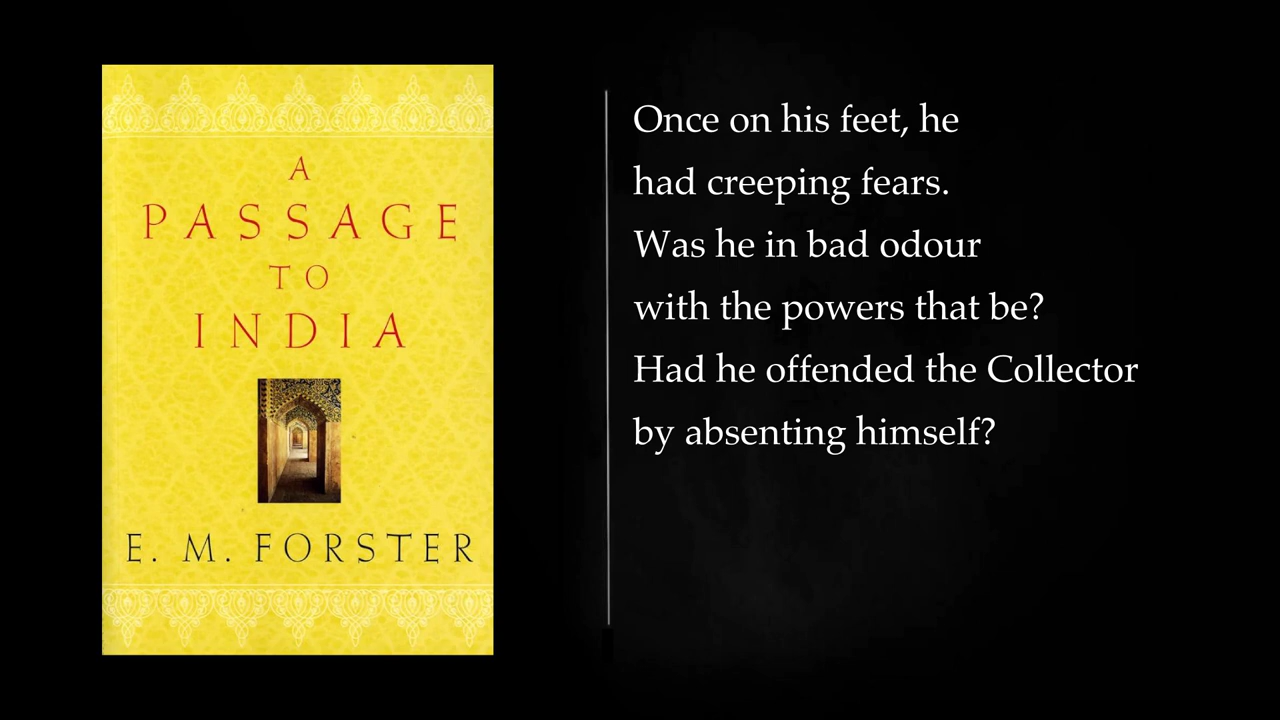 A
PASSAGE
TO
INDIA
E. M. FORSTER
Once on his feet, he
had creeping fears.
Was he in bad odour
with the powers that be?
Had he offended the Collector
by absenting himself?